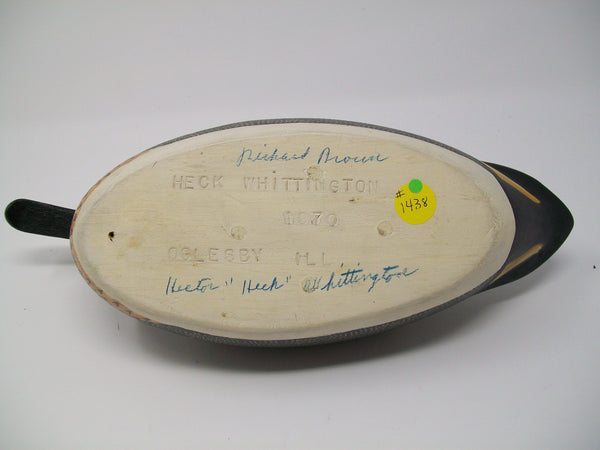 Richard Brown
HECK WHITTINGTON
# 1438
1970
OGLESBY ILL
Hector "Heck" Whittington